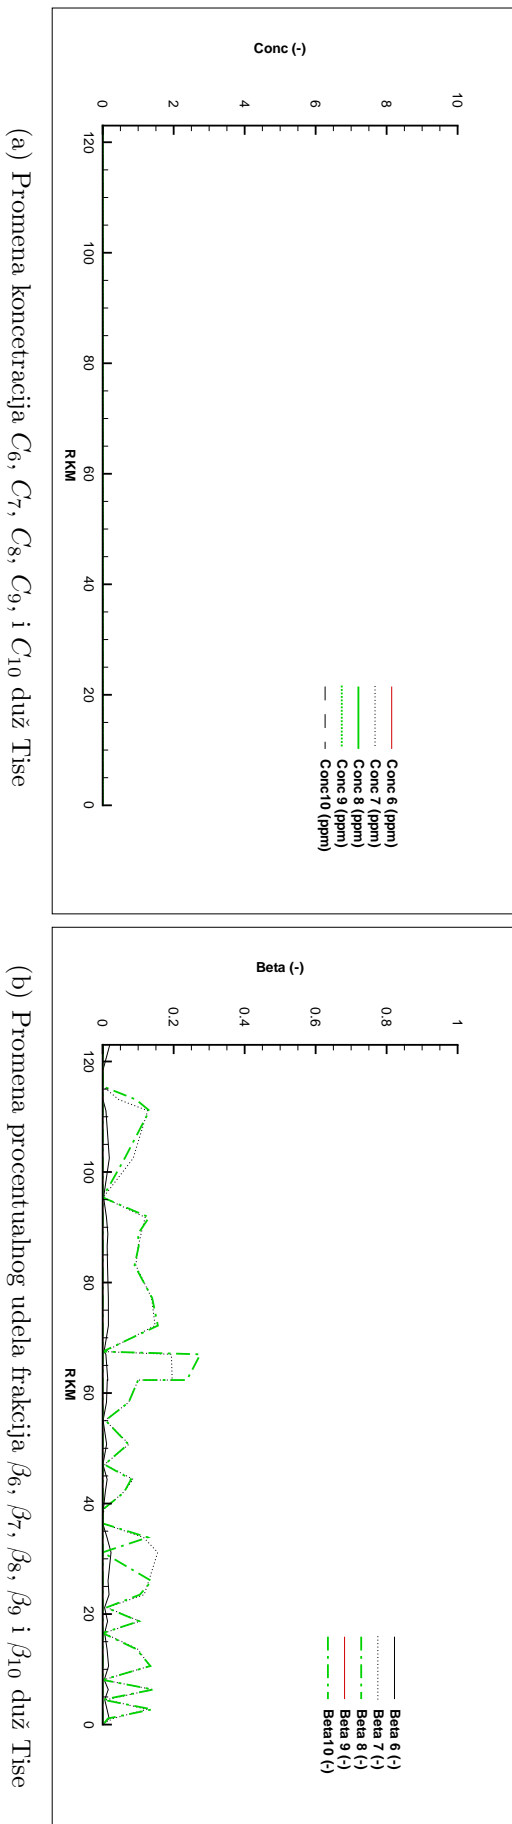 Conc (-)
10
8
6
4
2
0
120
100
80
60
40
20
0
RKM
Conc 6 (ppm)
Conc 7 (ppm)
Conc 8 (ppm)
Conc 9 (ppm)
Conc10 (ppm)
(a) Promena koncetracija C6, C7, C8, C9, i C10 duž Tise
Beta (-)
1
0.8
0.6
0.4
0.2
0
120
100
80
60
40
20
0
RKM
Beta 6 (-)
Beta 7 (-)
Beta 8 (-)
Beta 9 (-)
Beta10 (-)
(b) Promena procentualnog udela frakcija β6, β7, β8, β9 i β10 duž Tise